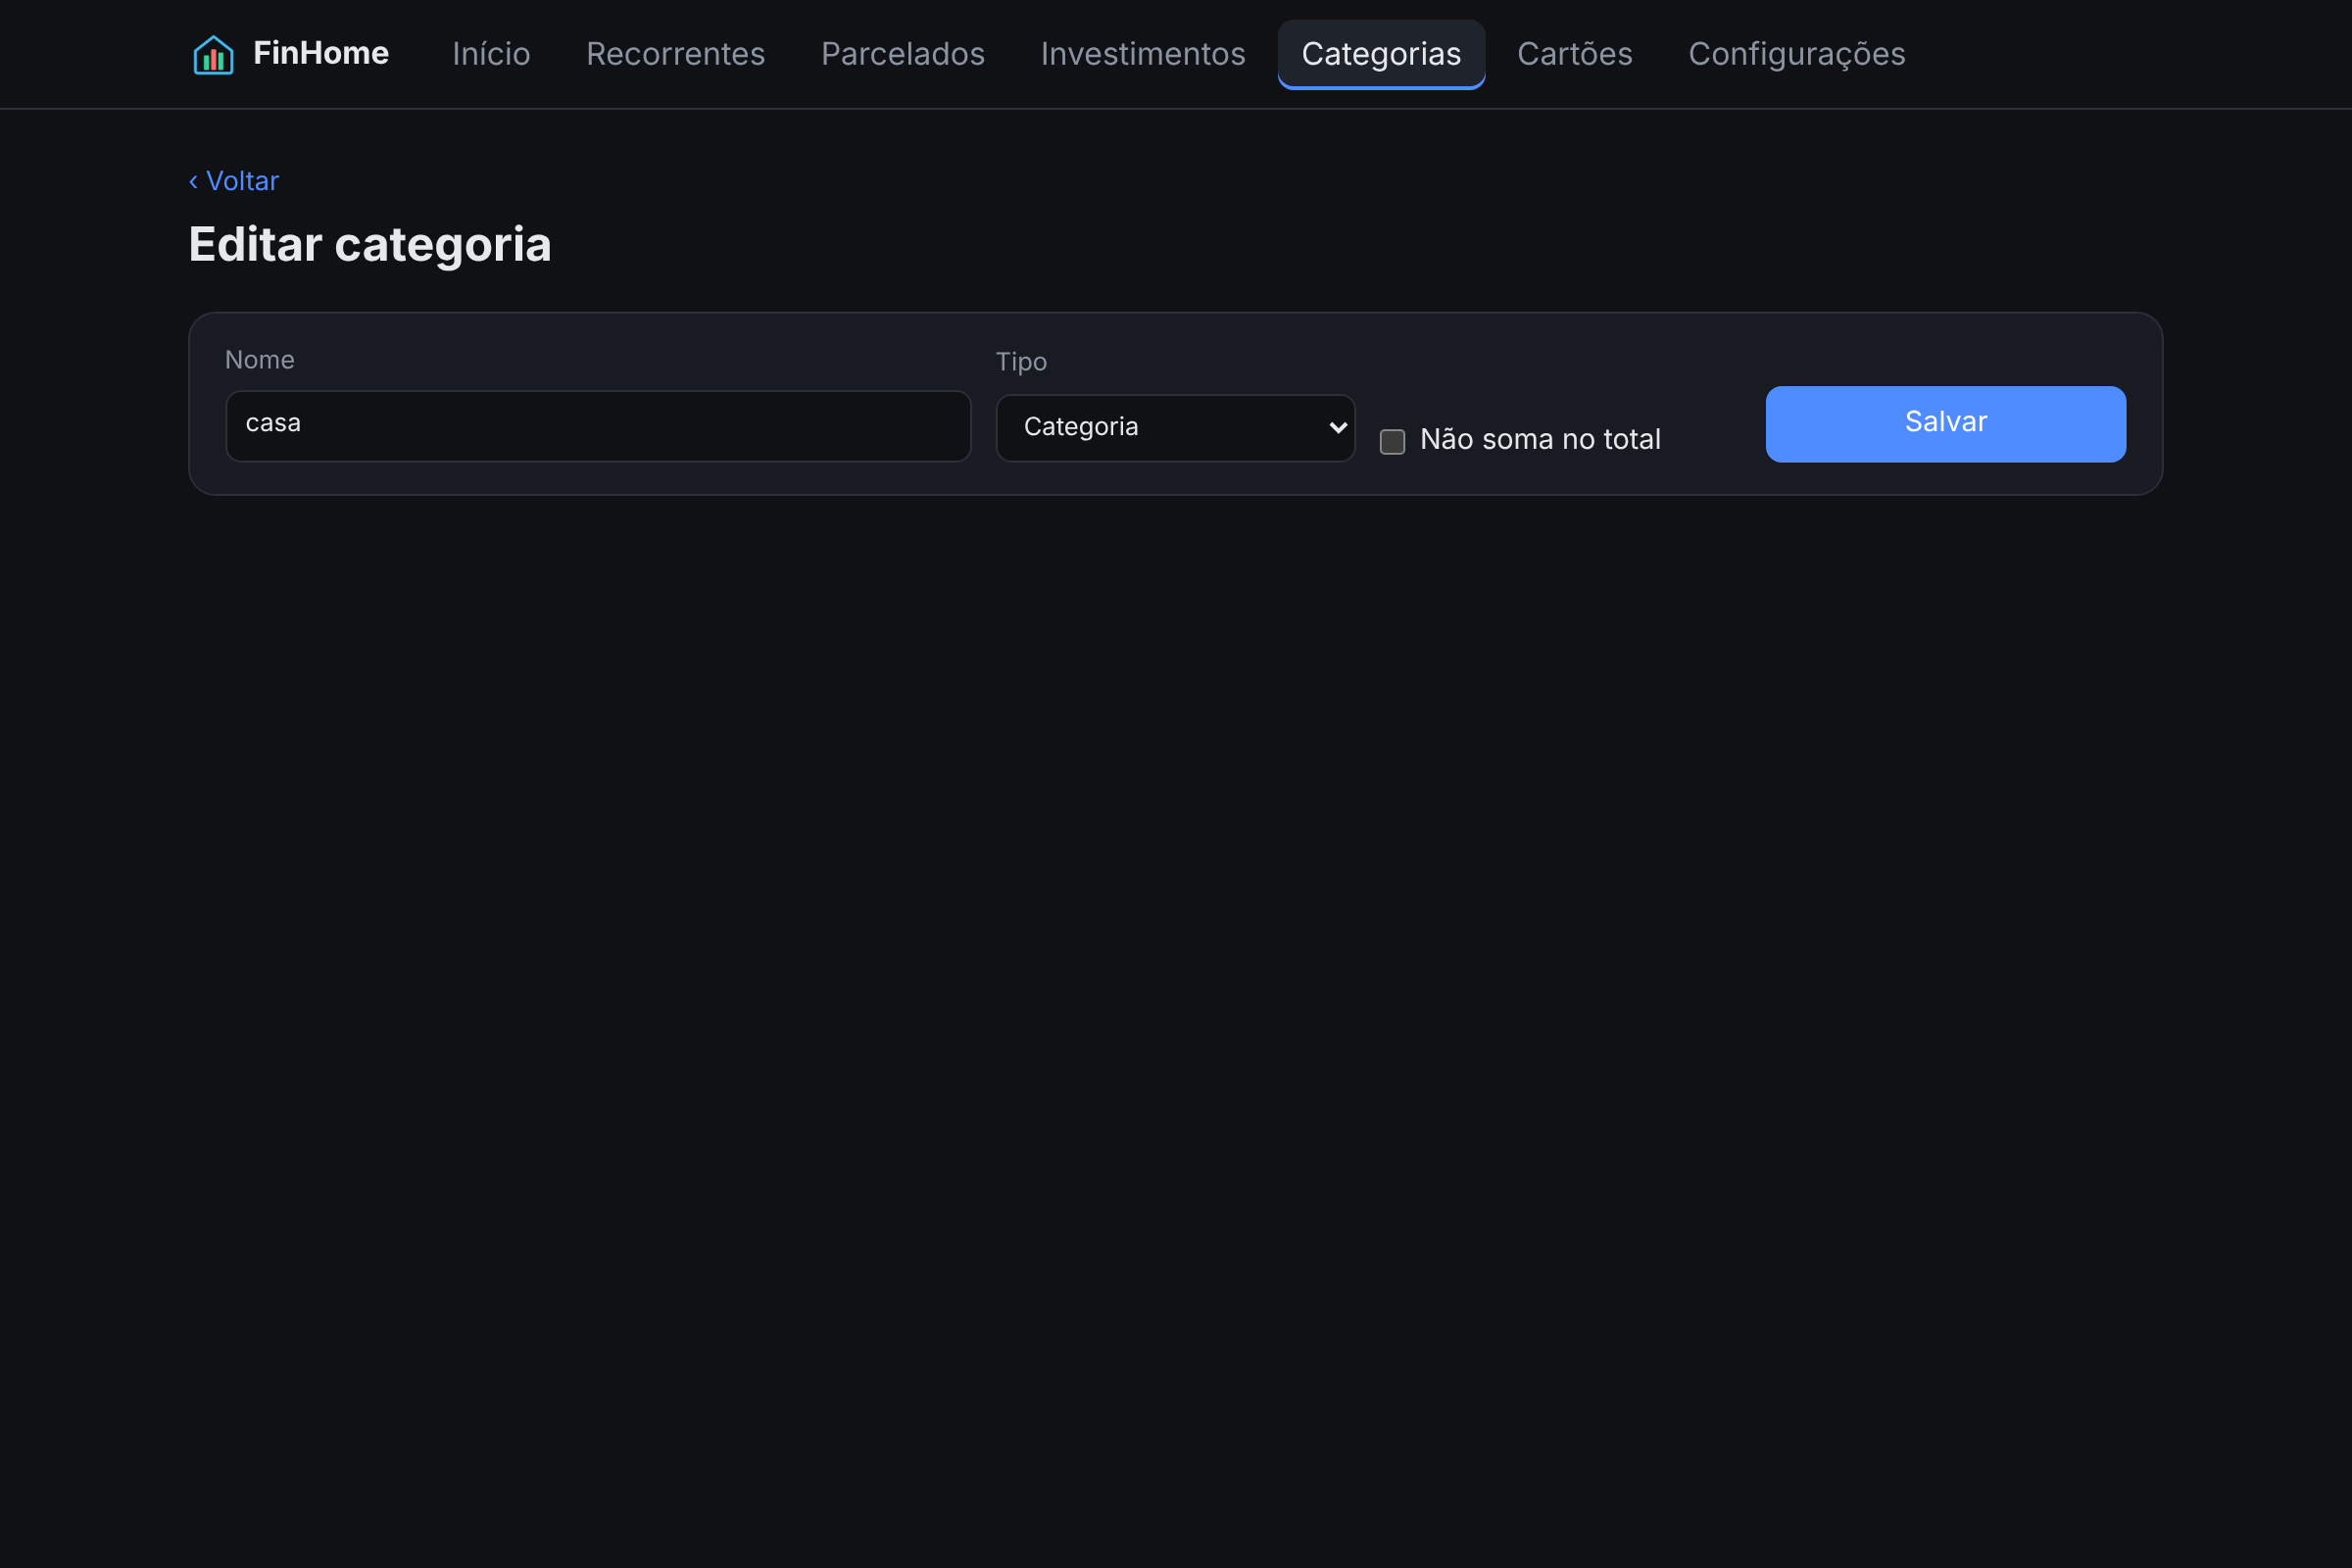 FinHome Início Recorrentes Parcelados Investimentos Categorias Cartões Configurações
‹ Voltar
Editar categoria
Nome Tipo
casa Categoria Não soma no total Salvar